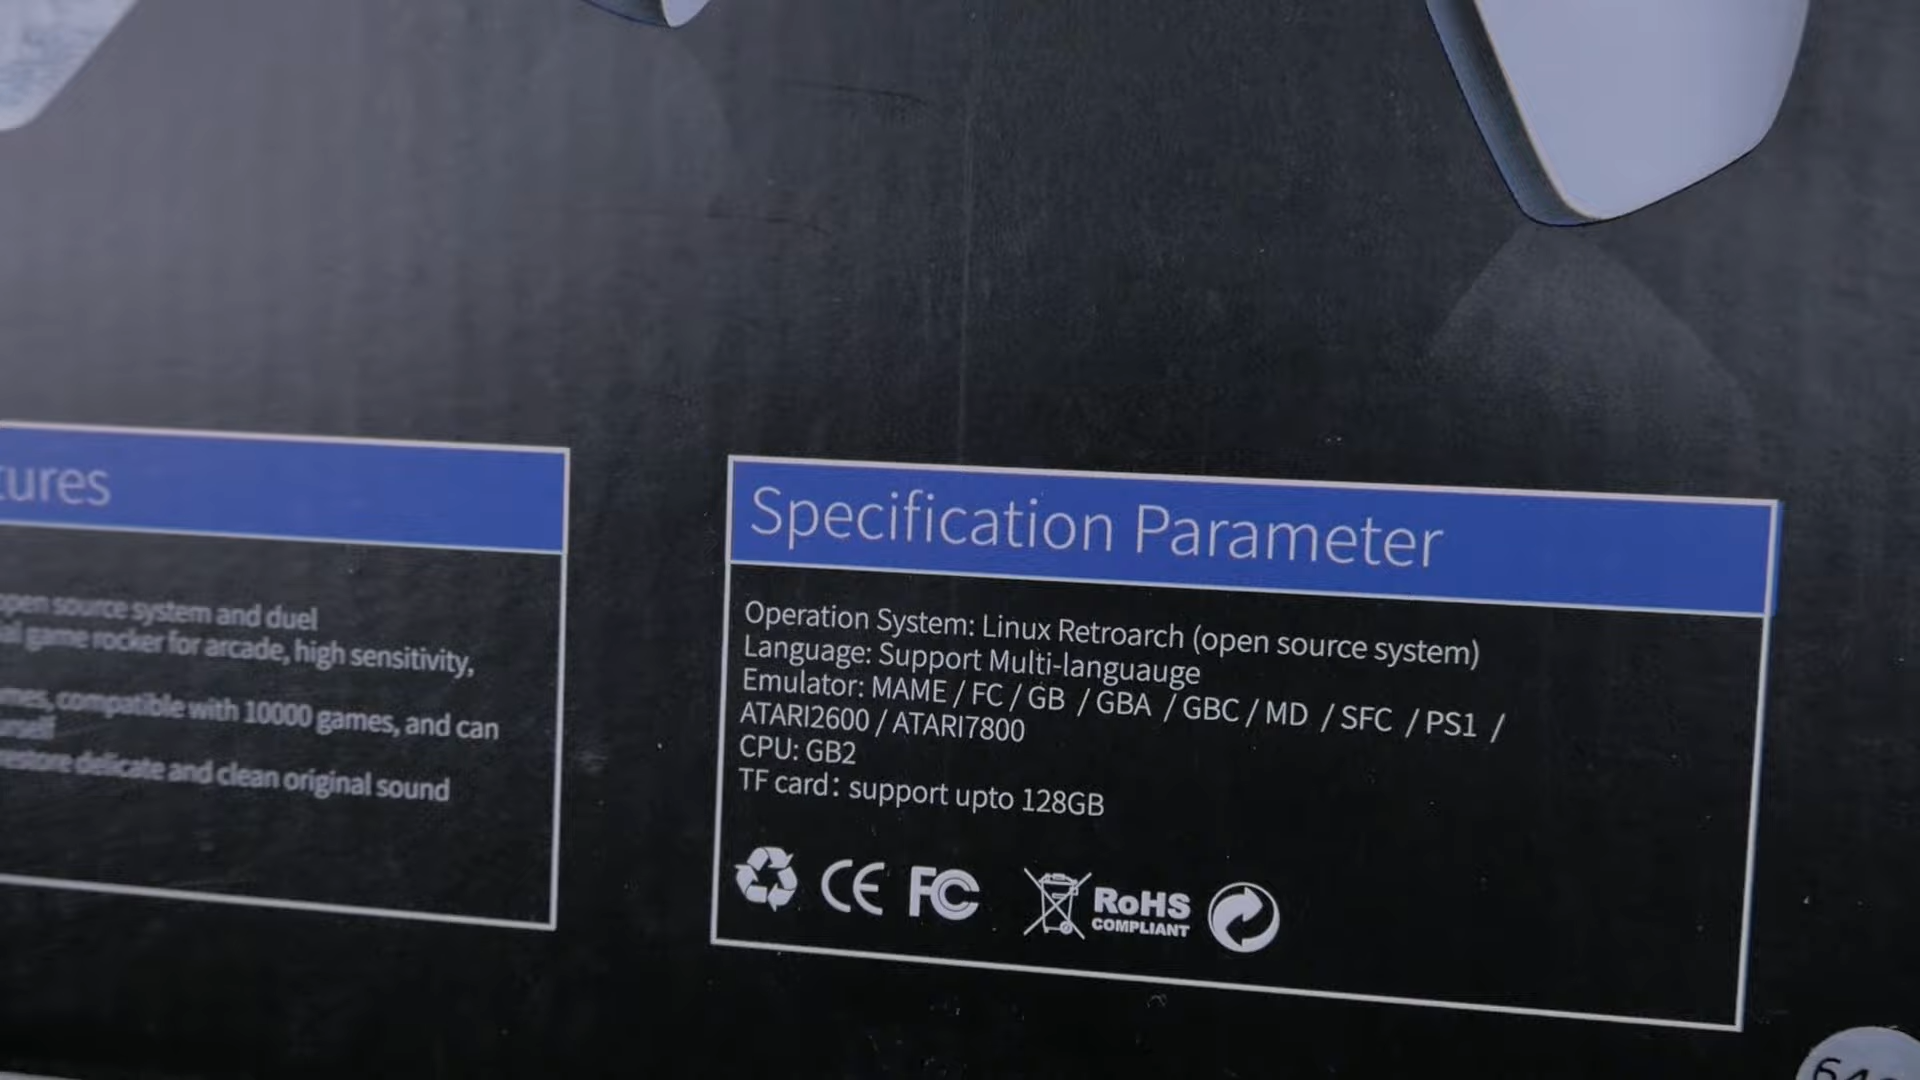 tures
open source system and duel
al game rocker for arcade, high sensitivity,
mes, compatible with 10000 games, and can
restore delicate and clean original sound
Specification Parameter
Operation System: Linux Retroarch (open source system)
Language: Support Multi-languauge
Emulator: MAME / FC / GB / GBA / GBC / MD / SFC / PS1 /
ATARI2600 / ATARI7800
CPU: GB2
TF card: support upto 128GB
CE FC RoHS
COMPLIANT